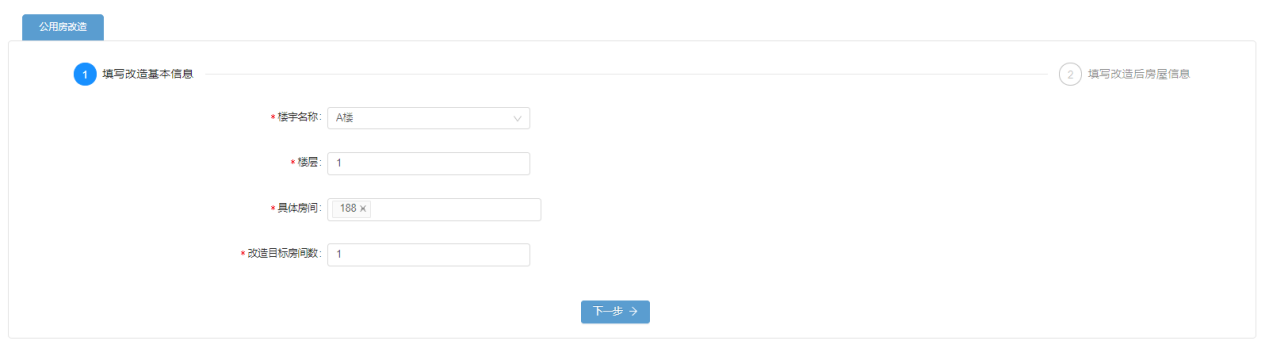 公用房改造
1 填写改造基本信息
2 填写改造后房屋信息
* 楼宇名称: A楼
* 楼层: 1
* 具体房间: 188 ×
* 改造目标房间数: 1
下一步 →